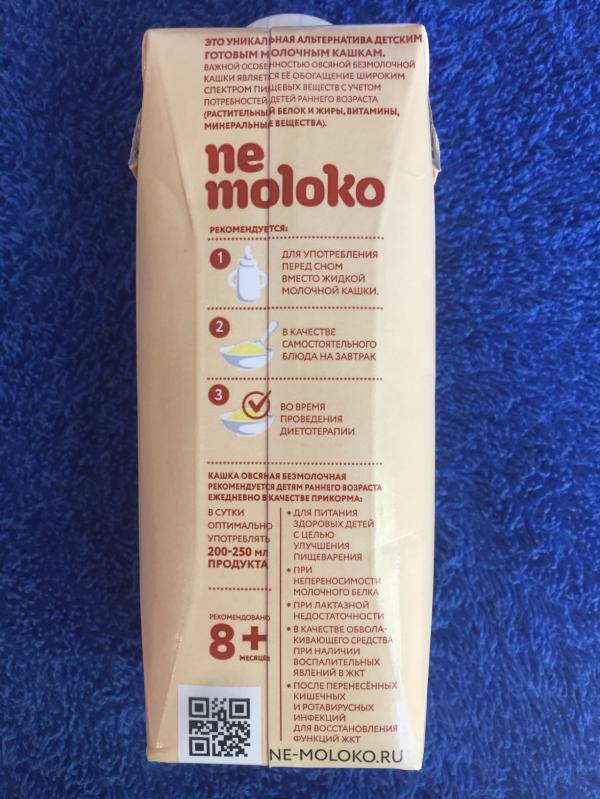 ЭТО УНИКАЛЬНАЯ АЛЬТЕРНАТИВА ДЕТСКИМ
ГОТОВЫМ МОЛОЧНЫМ КАШКАМ.
ВАЖНОЙ ОСОБЕННОСТЬЮ ОВСЯНОЙ БЕЗМОЛОЧНОЙ
КАШКИ ЯВЛЯЕТСЯ ЕЁ ОБОГАЩЕНИЕ ШИРОКИМ
СПЕКТРОМ ПИЩЕВЫХ ВЕЩЕСТВ С УЧЕТОМ
ПОТРЕБНОСТЕЙ ДЕТЕЙ РАННЕГО ВОЗРАСТА
(РАСТИТЕЛЬНЫЙ БЕЛОК И ЖИРЫ, ВИТАМИНЫ,
МИНЕРАЛЬНЫЕ ВЕЩЕСТВА).
ne
moloko
РЕКОМЕНДУЕТСЯ:
1
ДЛЯ УПОТРЕБЛЕНИЯ
ПЕРЕД СНОМ
ВМЕСТО ЖИДКОЙ
МОЛОЧНОЙ КАШКИ.
2
В КАЧЕСТВЕ
САМОСТОЯТЕЛЬНОГО
БЛЮДА НА ЗАВТРАК
3
ВО ВРЕМЯ
ПРОВЕДЕНИЯ
ДИЕТОТЕРАПИИ
КАШКА ОВСЯНАЯ БЕЗМОЛОЧНАЯ
РЕКОМЕНДУЕТСЯ ДЕТЯМ РАННЕГО ВОЗРАСТА
ЕЖЕДНЕВНО В КАЧЕСТВЕ ПРИКОРМА:
В СУТКИ
ОПТИМАЛЬНО
УПОТРЕБЛЯТЬ
200-250 МЛ
ПРОДУКТА
РЕКОМЕНДОВАНО
8+
МЕСЯЦЕВ
• ДЛЯ ПИТАНИЯ
ЗДОРОВЫХ ДЕТЕЙ
С ЦЕЛЬЮ
УЛУЧШЕНИЯ
ПИЩЕВАРЕНИЯ
• ПРИ
НЕПЕРЕНОСИМОСТИ
МОЛОЧНОГО БЕЛКА
• ПРИ ЛАКТАЗНОЙ
НЕДОСТАТОЧНОСТИ
• В КАЧЕСТВЕ ОБВОЛА-
КИВАЮЩЕГО СРЕДСТВА
ПРИ НАЛИЧИИ
ВОСПАЛИТЕЛЬНЫХ
ЯВЛЕНИЙ В ЖКТ
• ПОСЛЕ ПЕРЕНЕСЁННЫХ
КИШЕЧНЫХ
И РОТАВИРУСНЫХ
ИНФЕКЦИЙ
ДЛЯ ВОССТАНОВЛЕНИЯ
ФУНКЦИЙ ЖКТ
NE-MOLOKO.RU